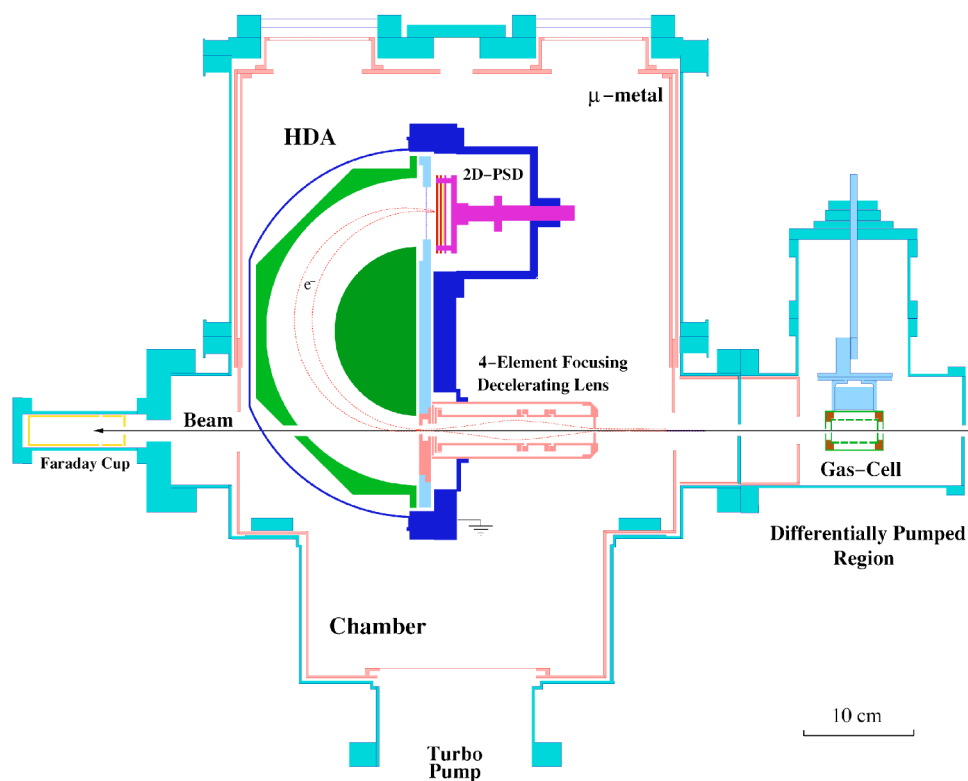 μ-metal
HDA
2D-PSD
e-
4-Element Focusing
Decelerating Lens
Beam
Faraday Cup
Gas-Cell
Differentially Pumped
Region
Chamber
10 cm
Turbo
Pump